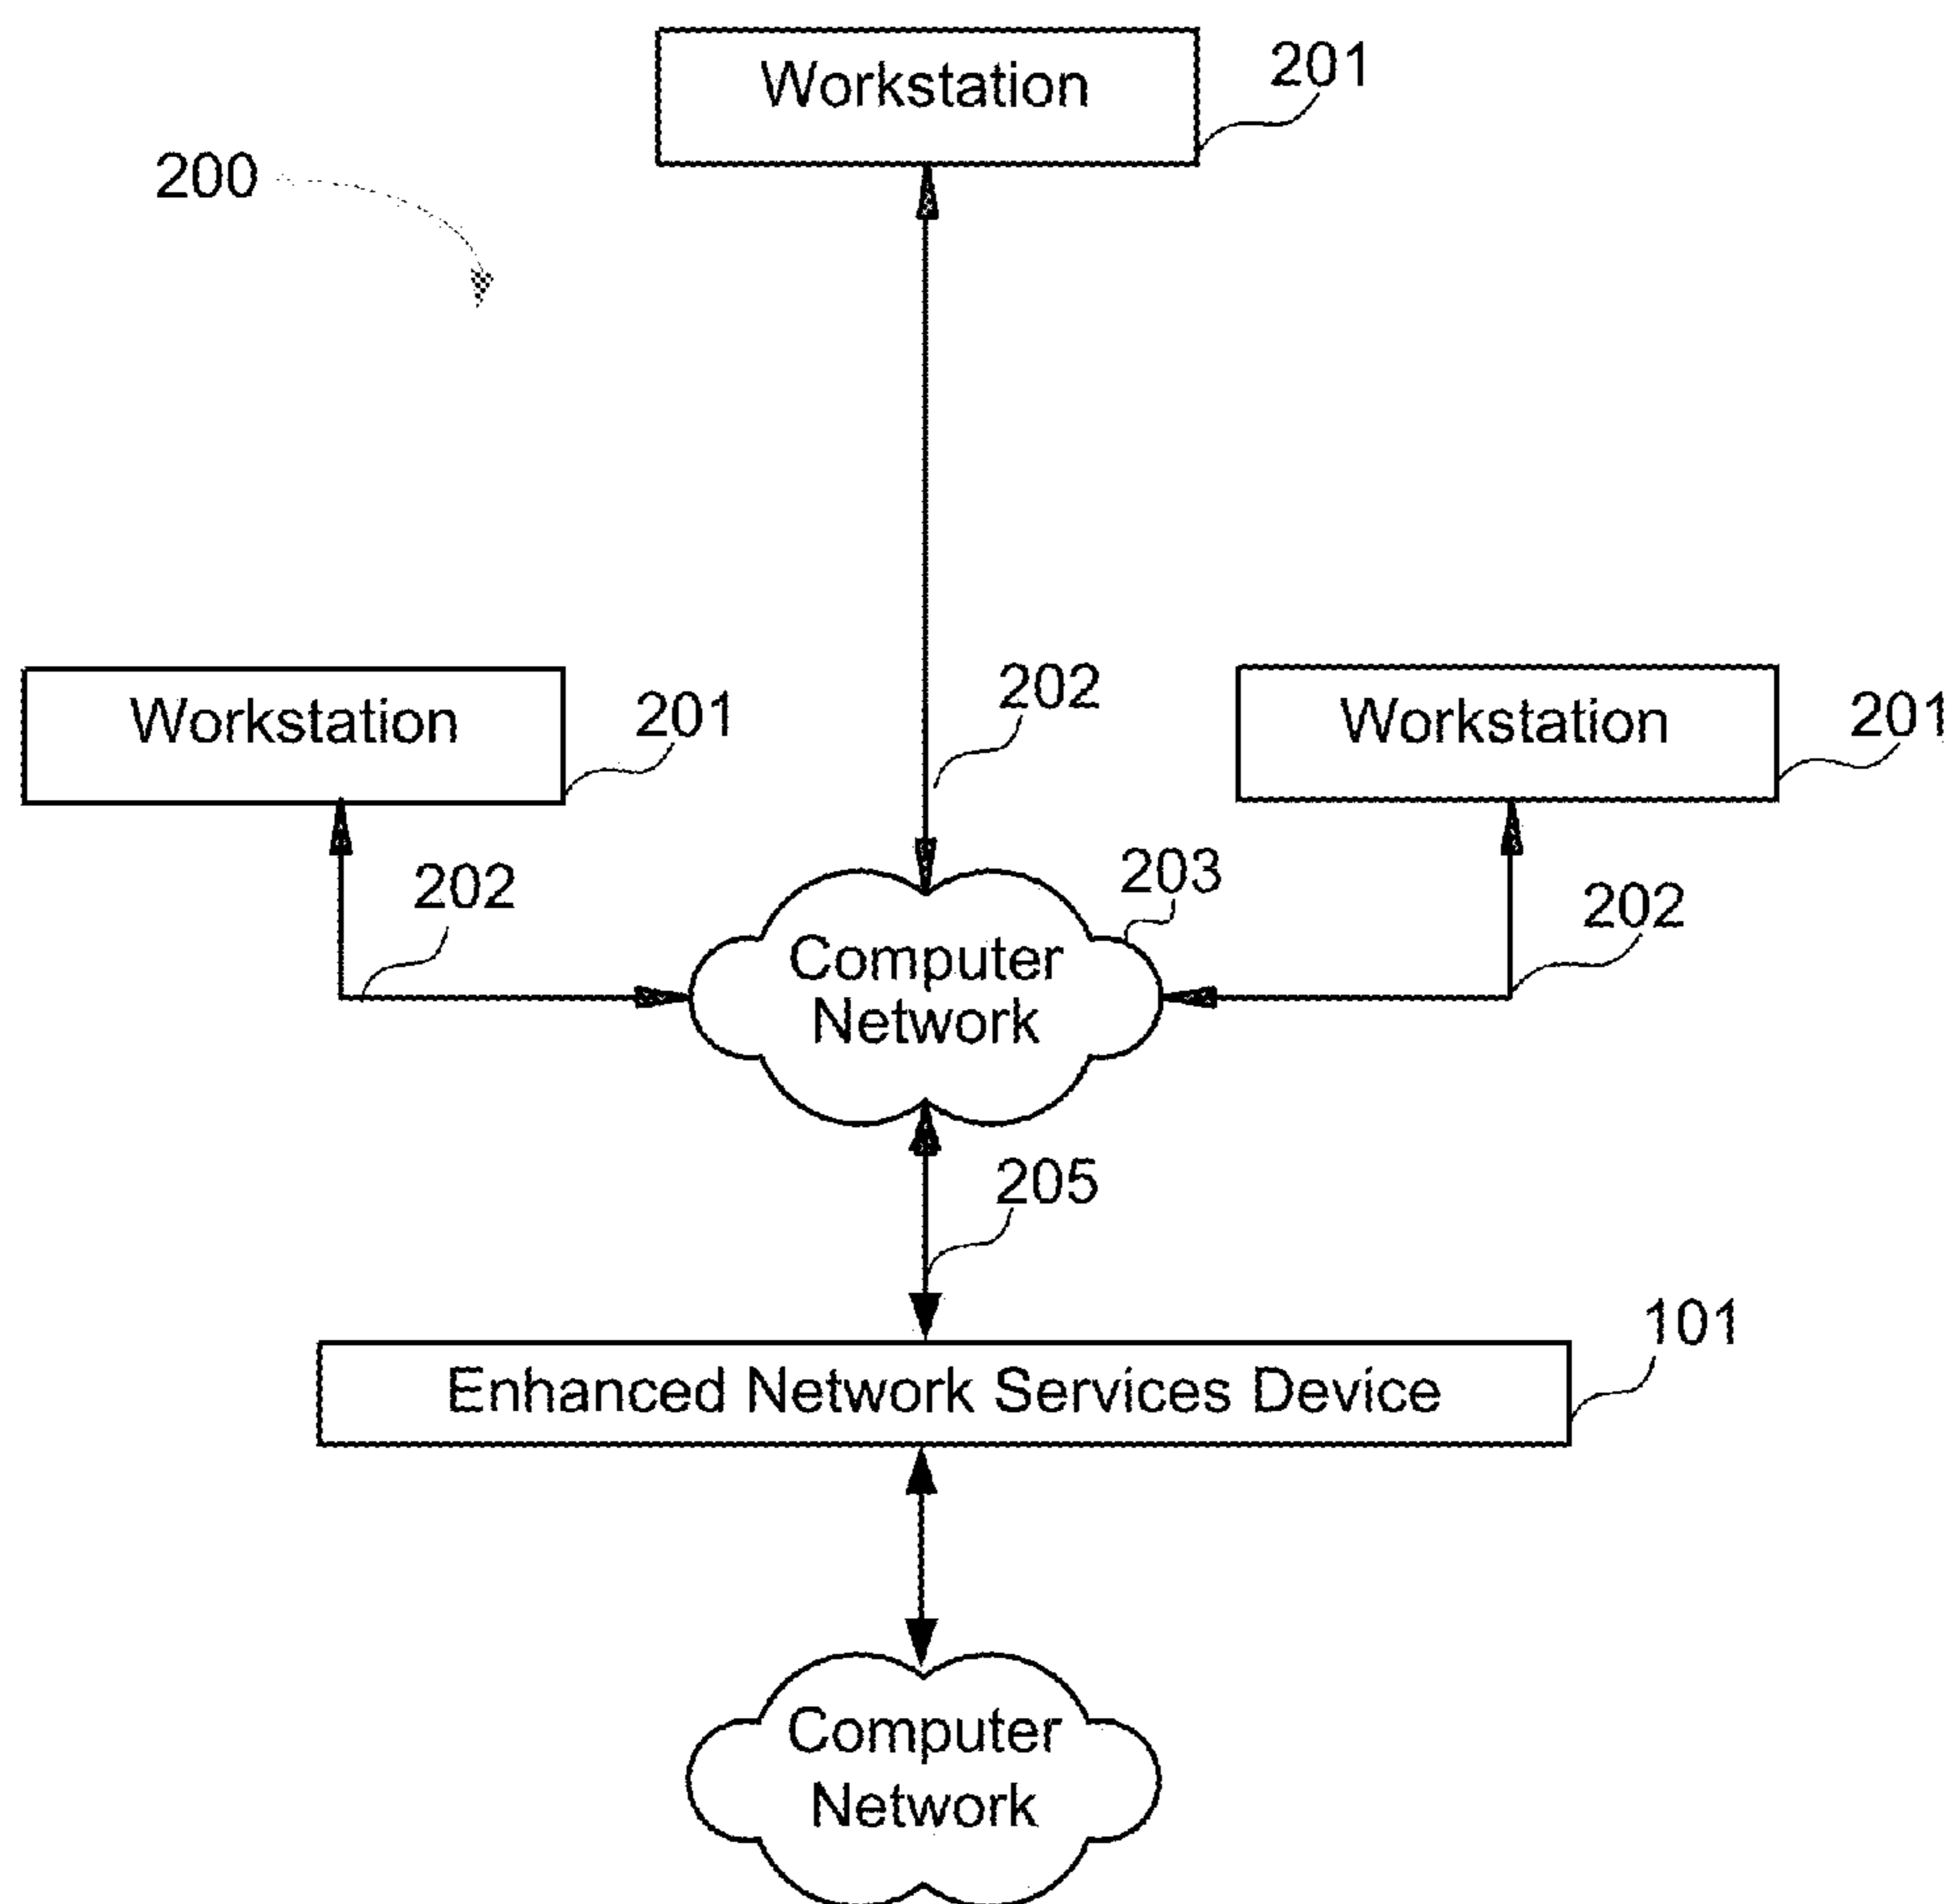 Workstation
201
200
Workstation
201
202
Workstation
201
202
203
202
Computer
Network
205
101
Enhanced Network Services Device
Computer
Network